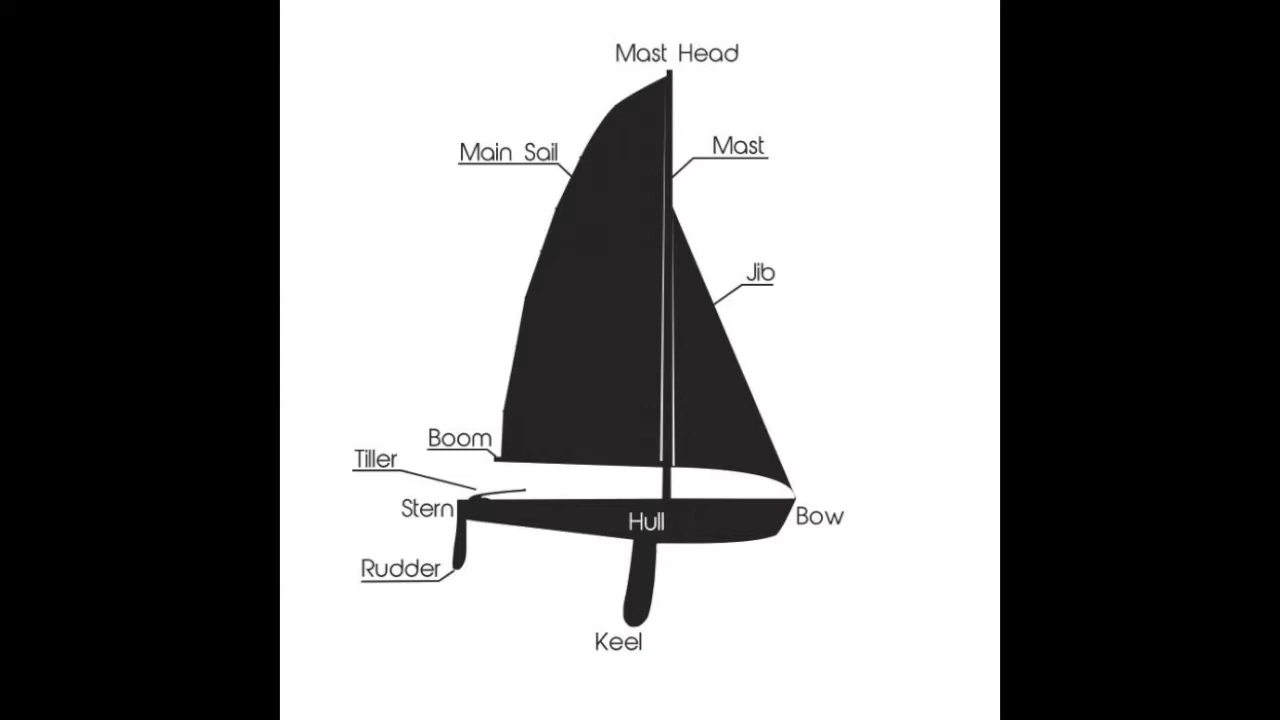 Mast Head
Main Sail
Mast
Jib
Boom
Tiller
Stern
Hull
Bow
Rudder
Keel